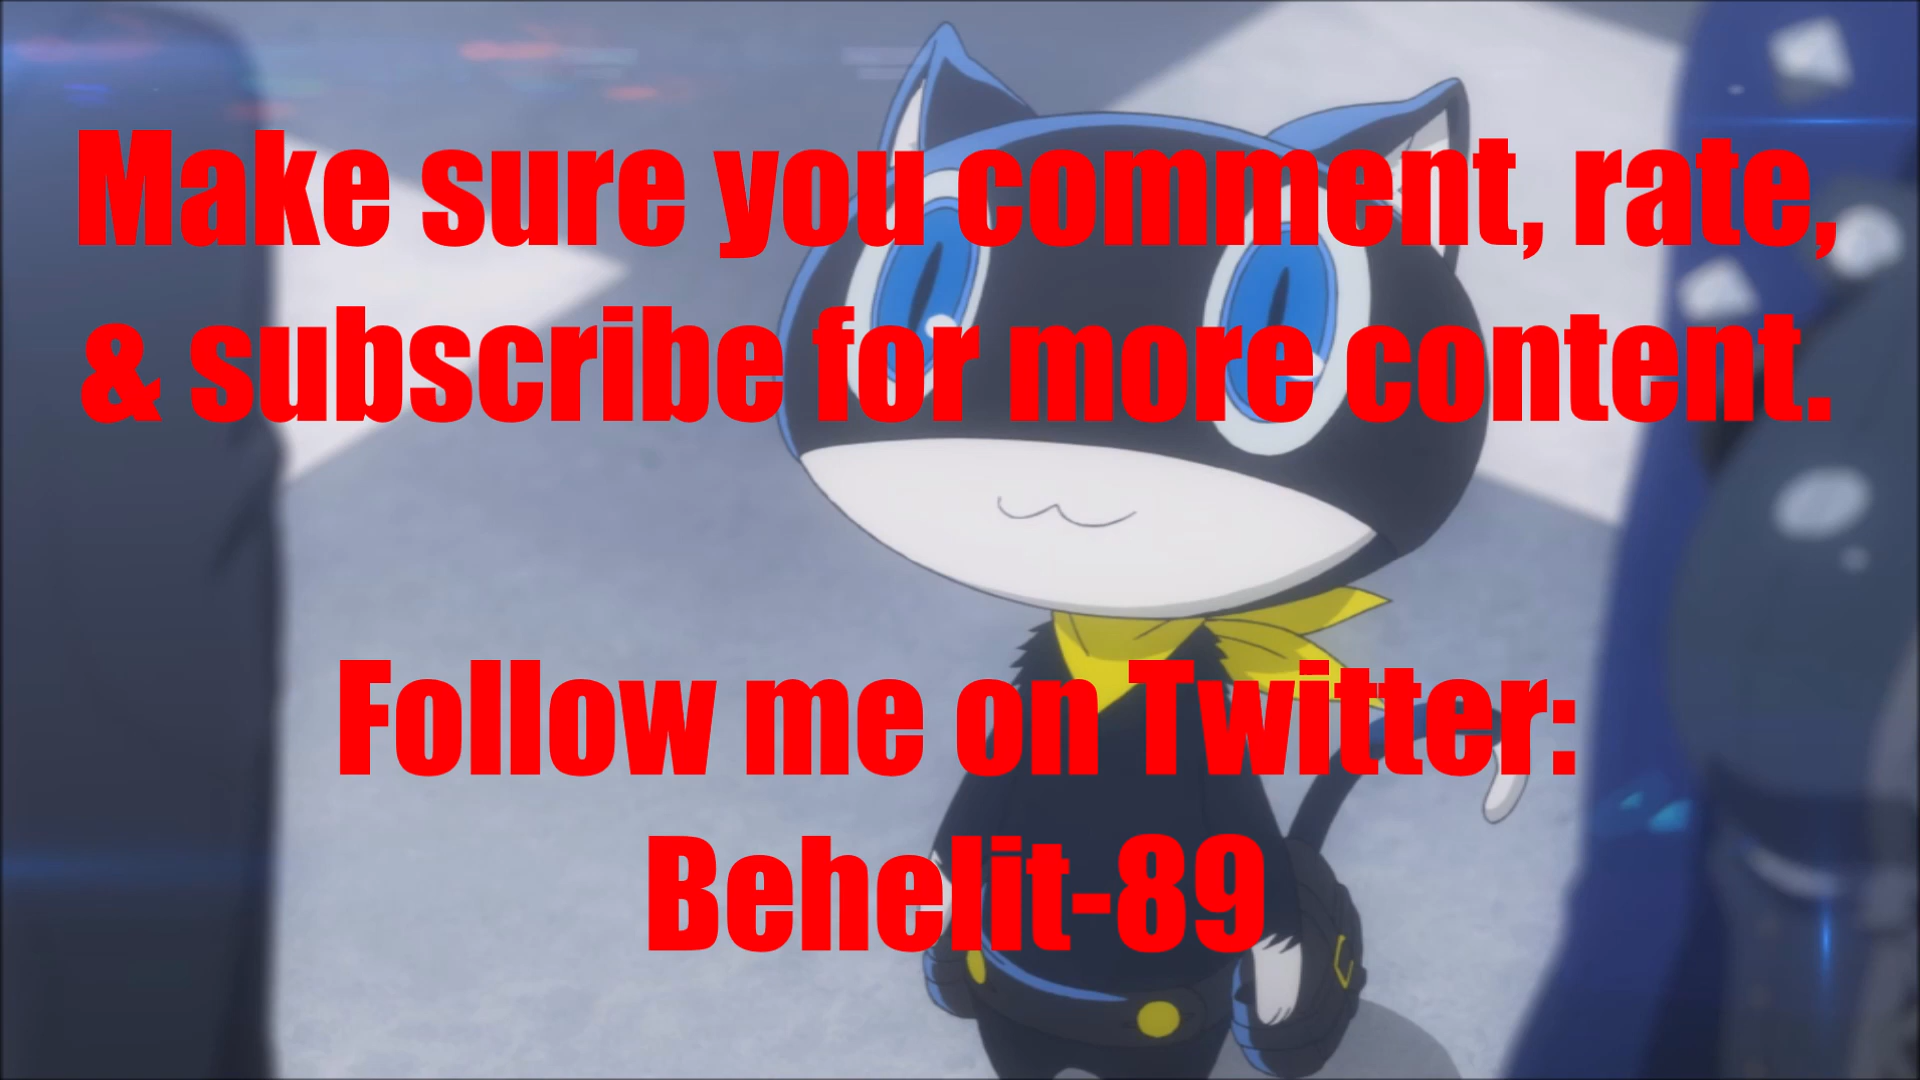 Make sure you comment, rate,
& subscribe for more content.
Follow me on Twitter:
Behelit-89